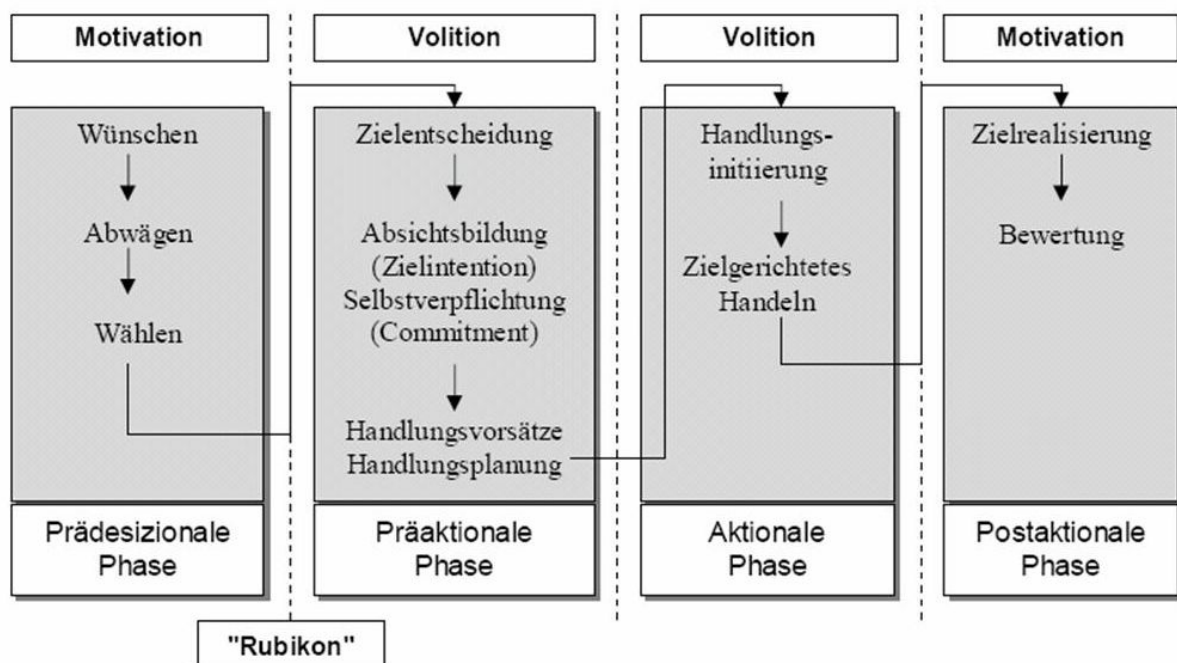 Motivation
Volition
Volition
Motivation
Wünschen
Abwägen
Wählen
Zielentscheidung
Absichtsbildung
(Zielintention)
Selbstverpflichtung
(Commitment)
Handlungsvorsätze
Handlungsplanung
Handlungs-
initiierung
Zielgerichtetes
Handeln
Zielrealisierung
Bewertung
Prädesizionale
Phase
Präaktionale
Phase
Aktionale
Phase
Postaktionale
Phase
"Rubikon"